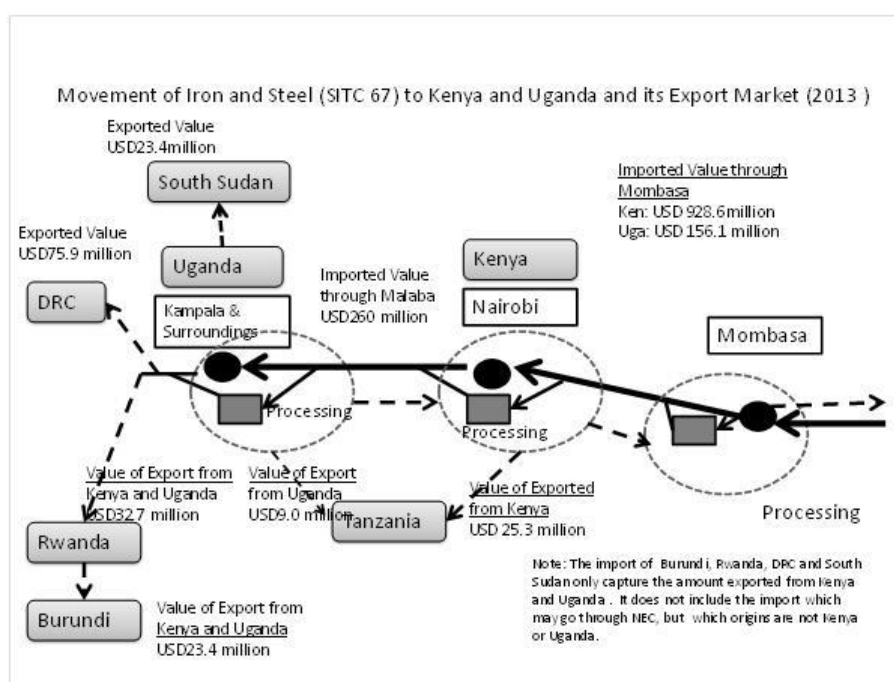 Movement of Iron and Steel (SITC 67) to Kenya and Uganda and its Export Market (2013 )
Exported Value
USD23.4million
South Sudan
Imported Value through
Mombasa
Ken: USD 928.6million
Uga: USD 156.1 million
Exported Value
USD75.9 million
DRC
Uganda
Kampala &
Surroundings
Imported Value
through Malaba
USD260 million
Kenya
Nairobi
Mombasa
Processing
Processing
Processing
Value of Export from
Kenya and Uganda
USD32.7 million
Value of Export
from Uganda
USD9.0 million
Tanzania
Value of Exported
from Kenya
USD 25.3 million
Rwanda
Burundi
Value of Export from
Kenya and Uganda
USD23.4 million
Note: The import of Burundi, Rwanda, DRC and South
Sudan only capture the amount exported from Kenya
and Uganda . It does not include the import which
may go through NEC, but which origins are not Kenya
or Uganda.